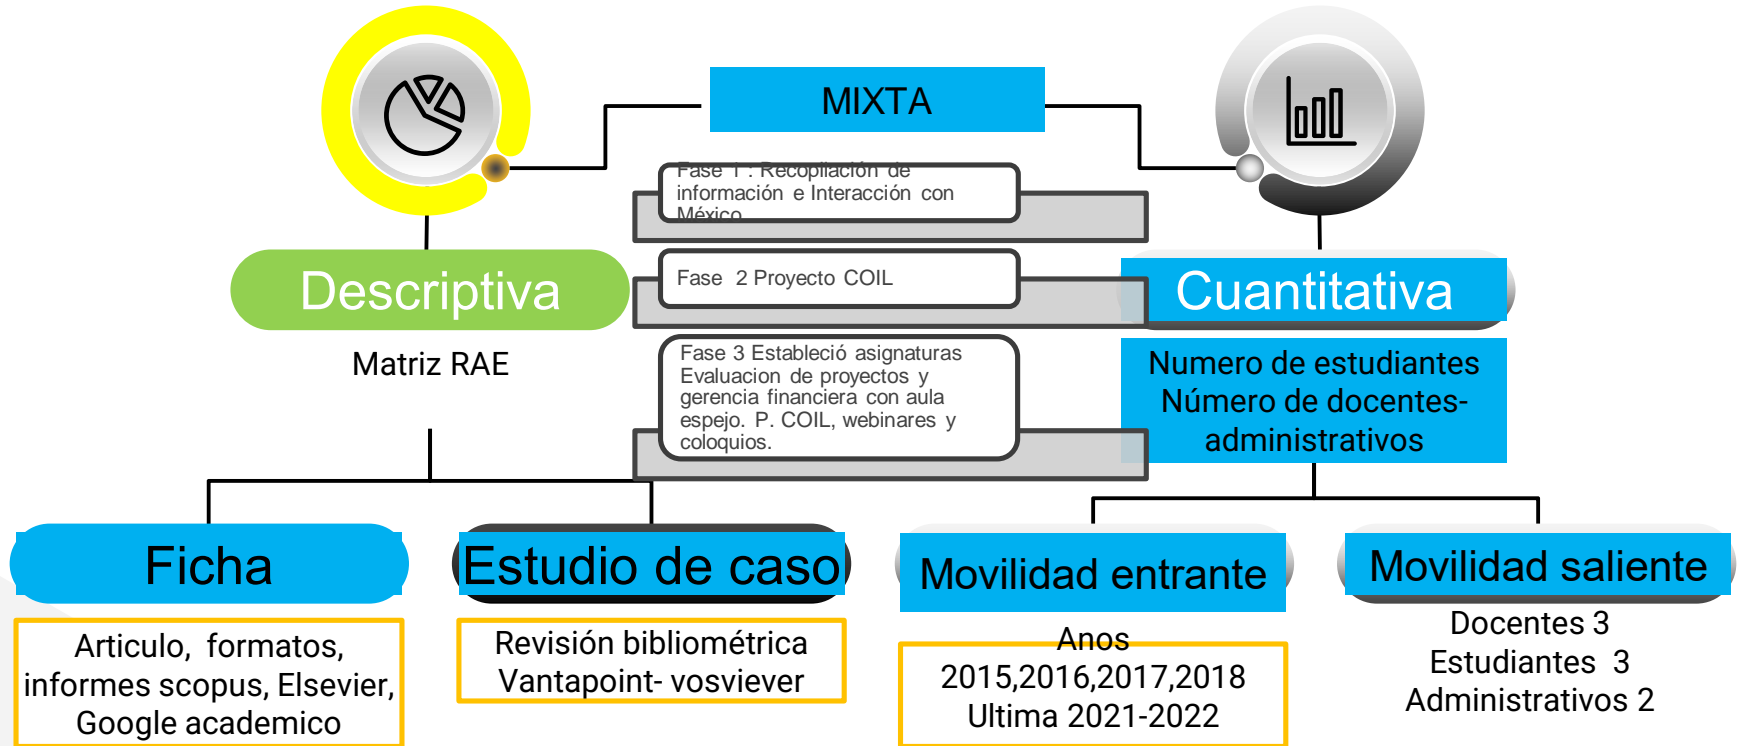 MIXTA
Fase 1 : Recopilación de
información e Interacción con
México
Descriptiva
Fase 2 Proyecto COIL
Cuantitativa
Matriz RAE
Fase 3 Estableció asignaturas
Evaluacion de proyectos y
gerencia financiera con aula
espejo. P. COIL, webinares y
coloquios.
Numero de estudiantes
Número de docentes-
administrativos
Ficha
Estudio de caso
Movilidad entrante
Movilidad saliente
Articulo, formatos,
informes scopus, Elsevier,
Google academico
Revisión bibliométrica
Vantapoint- vosviever
Anos
2015,2016,2017,2018
Ultima 2021-2022
Docentes 3
Estudiantes 3
Administrativos 2